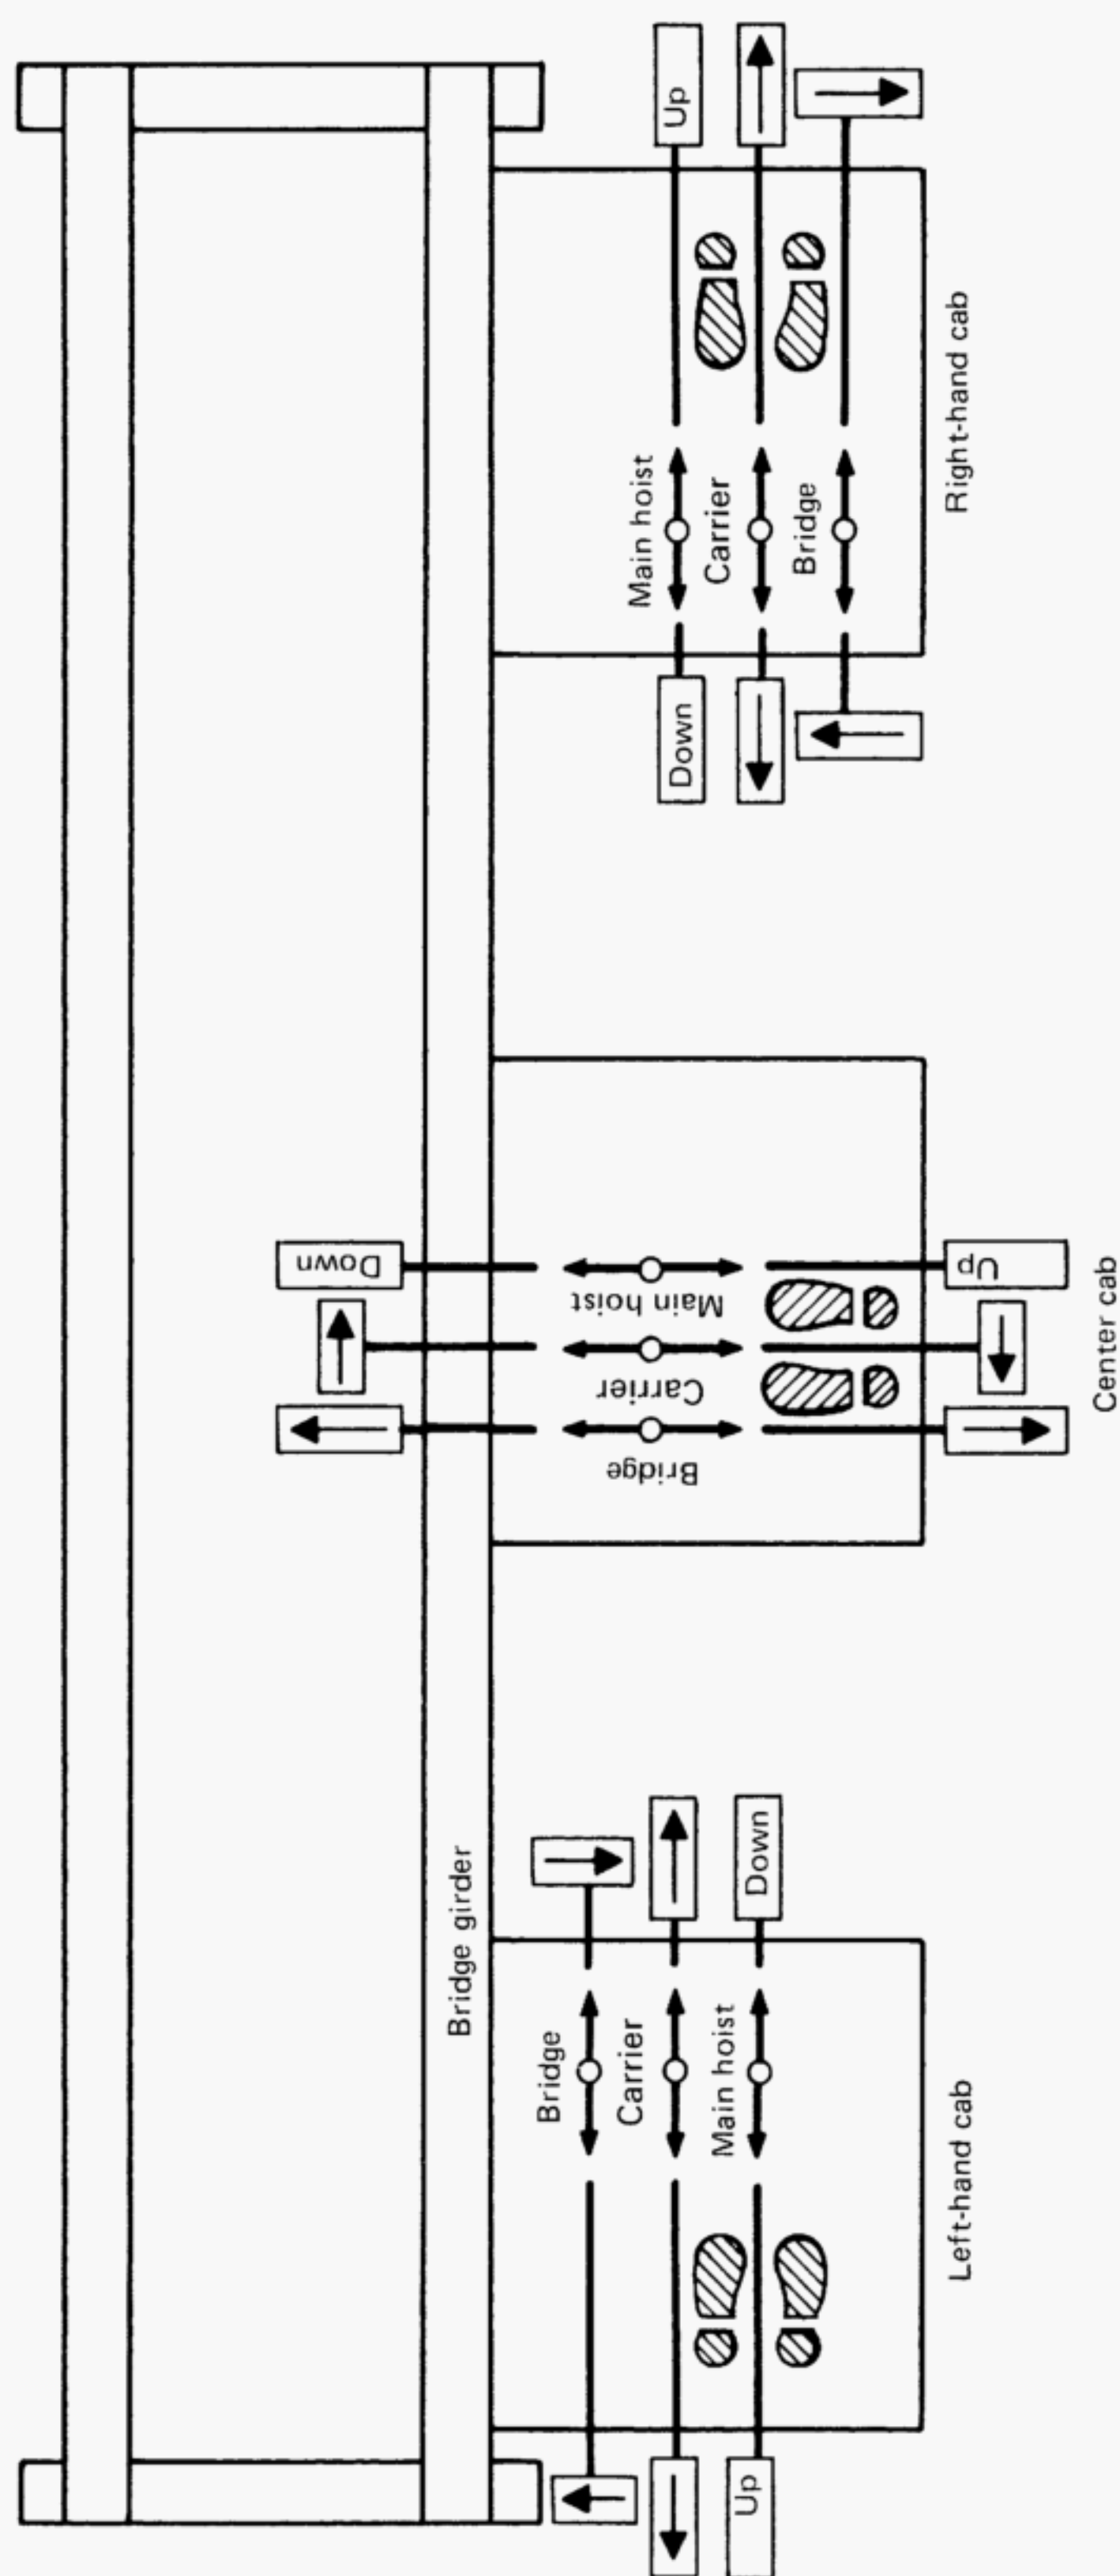 Up
Main hoist
Carrier
Bridge
Down
Right-hand cab
Down
Main hoist
Carrier
Bridge
Up
Center cab
Bridge girder
Down
Bridge
Carrier
Main hoist
Up
Left-hand cab